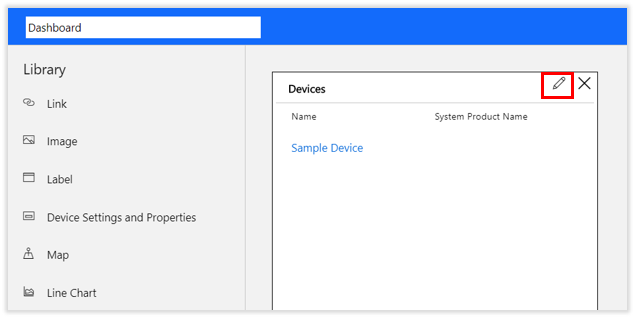 Dashboard
Library
Link
Image
Label
Device Settings and Properties
Map
Line Chart
Devices
Name System Product Name
Sample Device